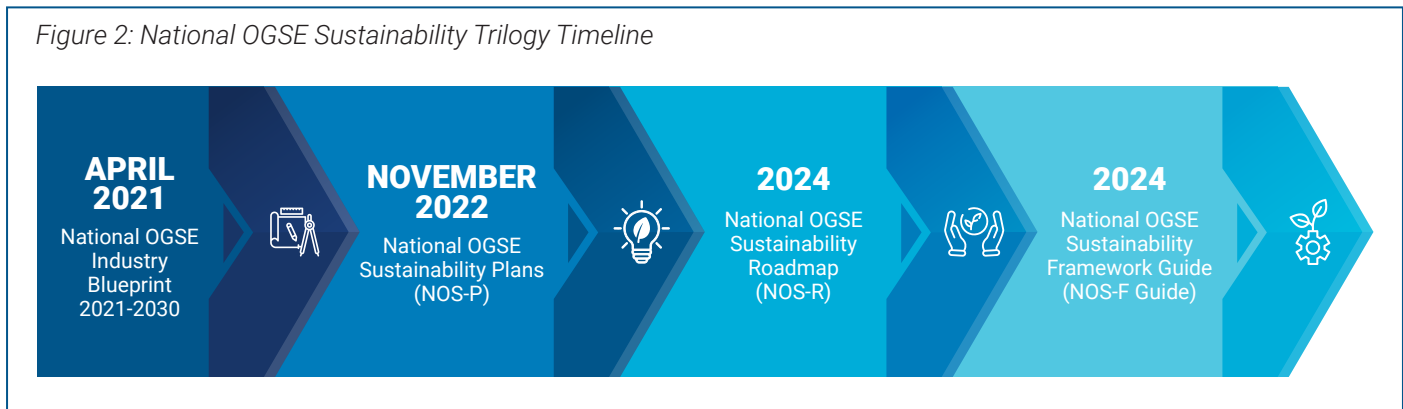 Figure 2: National OGSE Sustainability Trilogy Timeline
APRIL
2021
National OGSE
Industry
Blueprint
2021-2030
NOVEMBER
2022
National OGSE
Sustainability Plans
(NOS-P)
2024
National OGSE
Sustainability
Roadmap
(NOS-R)
2024
National OGSE
Sustainability
Framework Guide
(NOS-F Guide)